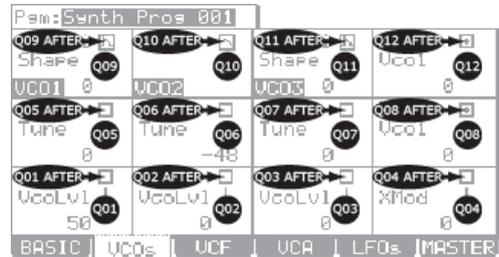 Pgm:Synth Prog 001
Q09 AFTER Q10 AFTER Q11 AFTER Q12 AFTER
Shape Q09 Q10 Shape Q11 Vcol Q12
VCO1 0 VCO2 VCO3 0 0
Q05 AFTER Q06 AFTER Q07 AFTER Q08 AFTER
Tune Q05 Tune Q06 Tune Q07 Vcol Q08
0 -48 0 0
Q01 AFTER Q02 AFTER Q03 AFTER Q04 AFTER
VcoLvl Q01 VcoLvl Q02 VcoLvl Q03 XMod Q04
50 0 0 0
BASIC VCOs VCF VCA LFOs MASTER